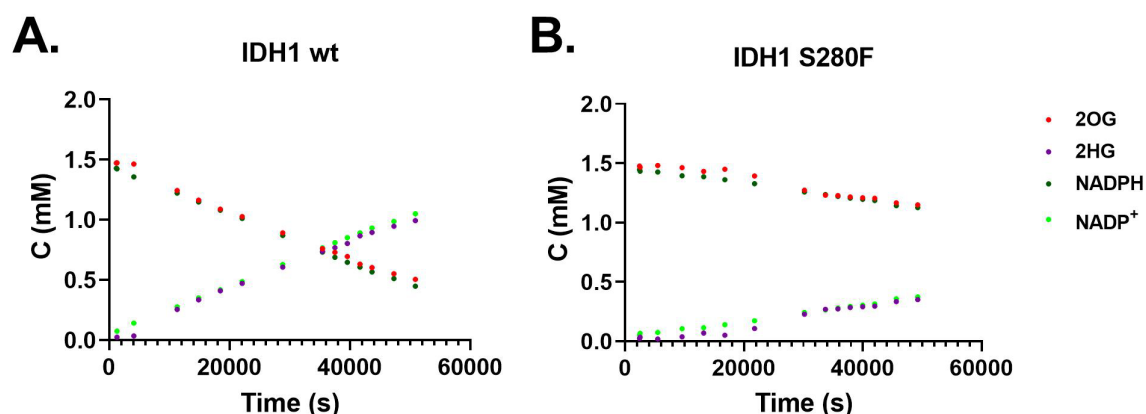 A.
IDH1 wt
C (mM)
2.0
1.5
1.0
0.5
0.0
0 20000 40000 60000
Time (s)
B.
IDH1 S280F
C (mM)
2.0
1.5
1.0
0.5
0.0
0 20000 40000 60000
Time (s)
2OG
2HG
NADPH
NADP+